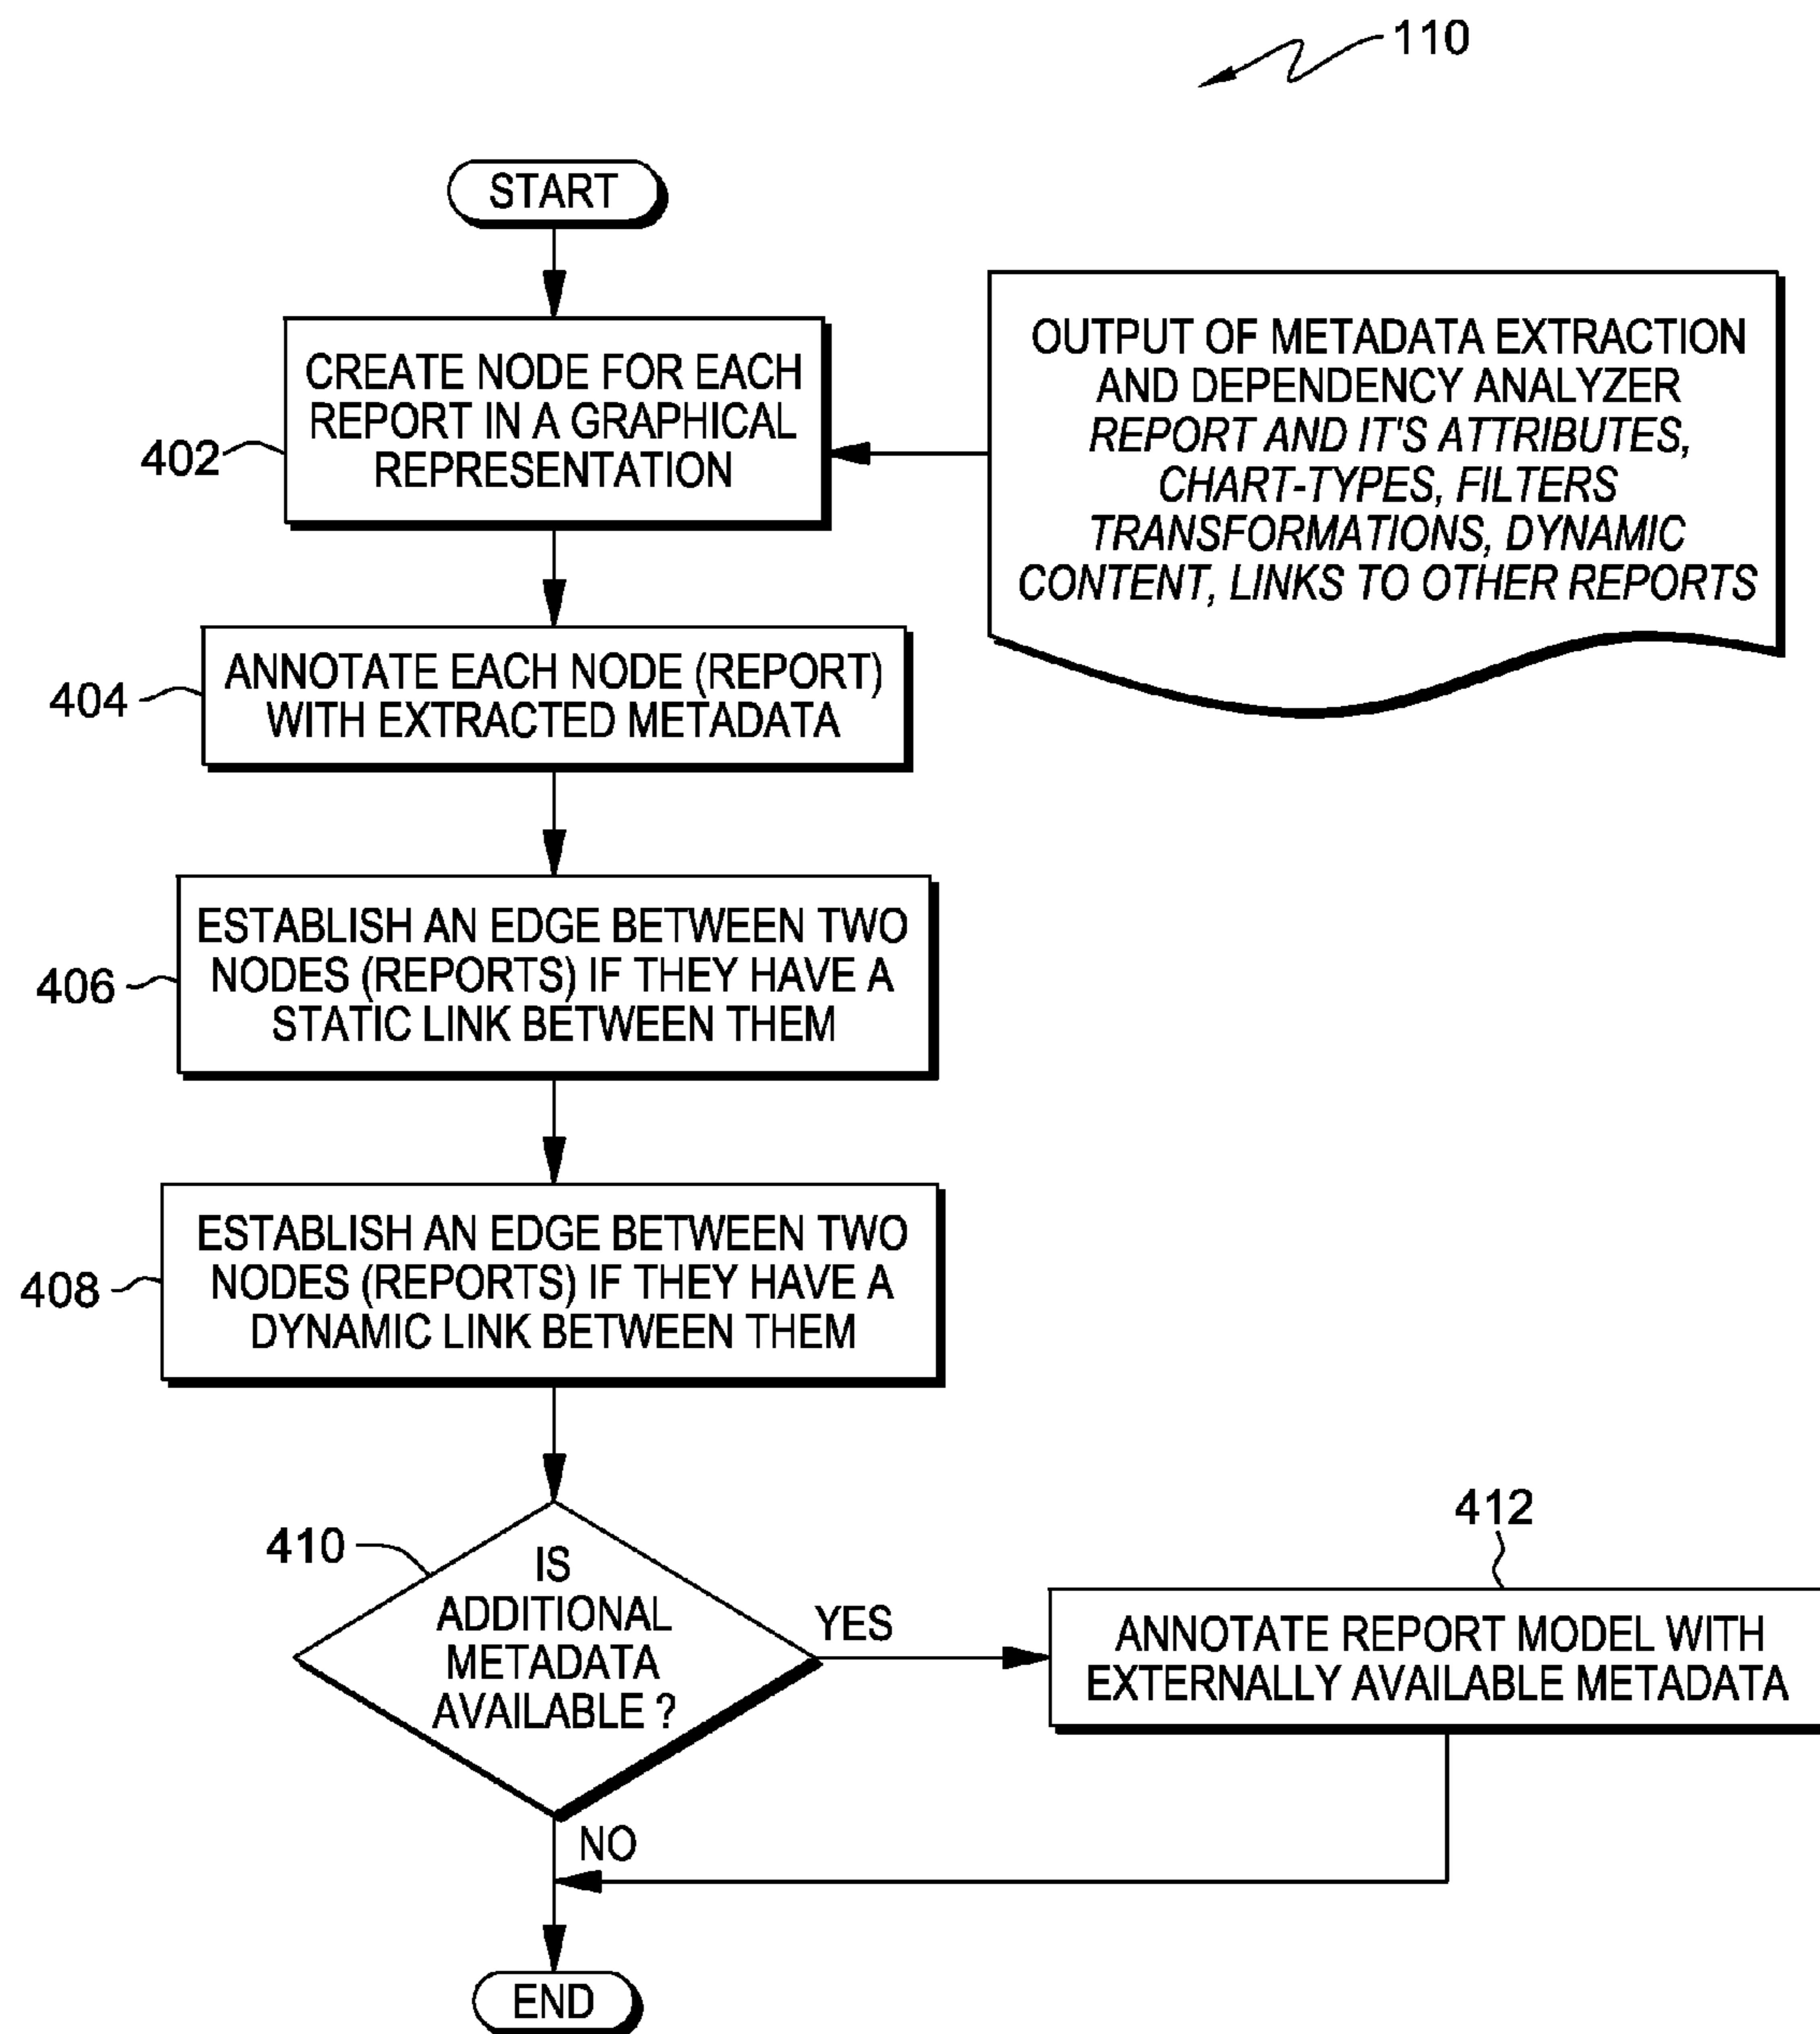 110
START
CREATE NODE FOR EACH
REPORT IN A GRAPHICAL
REPRESENTATION
402
OUTPUT OF METADATA EXTRACTION
AND DEPENDENCY ANALYZER
REPORT AND IT'S ATTRIBUTES,
CHART-TYPES, FILTERS
TRANSFORMATIONS, DYNAMIC
CONTENT, LINKS TO OTHER REPORTS
ANNOTATE EACH NODE (REPORT)
WITH EXTRACTED METADATA
404
ESTABLISH AN EDGE BETWEEN TWO
NODES (REPORTS) IF THEY HAVE A
STATIC LINK BETWEEN THEM
406
ESTABLISH AN EDGE BETWEEN TWO
NODES (REPORTS) IF THEY HAVE A
DYNAMIC LINK BETWEEN THEM
408
410
IS
ADDITIONAL
METADATA
AVAILABLE ?
YES
412
ANNOTATE REPORT MODEL WITH
EXTERNALLY AVAILABLE METADATA
NO
END